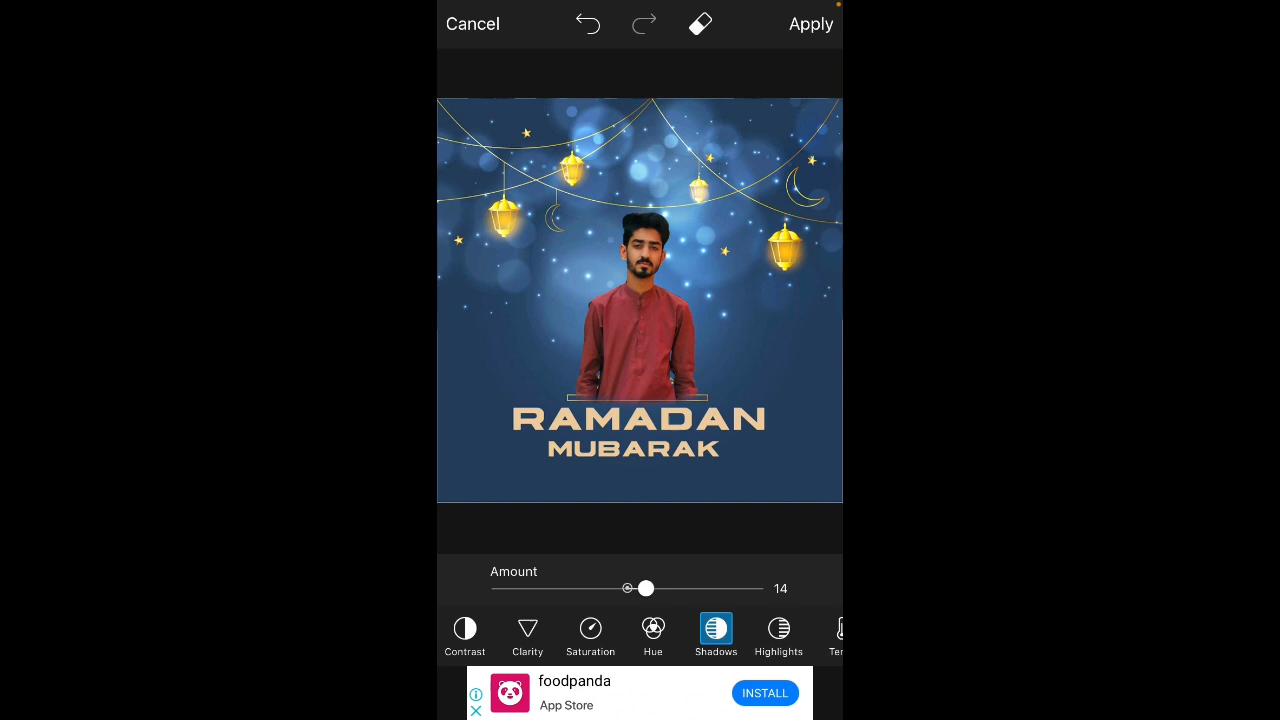 Cancel
Apply
RAMADAN
MUBARAK
Amount
14
Contrast
Clarity
Saturation
Hue
Shadows
Highlights
foodpanda
App Store
INSTALL